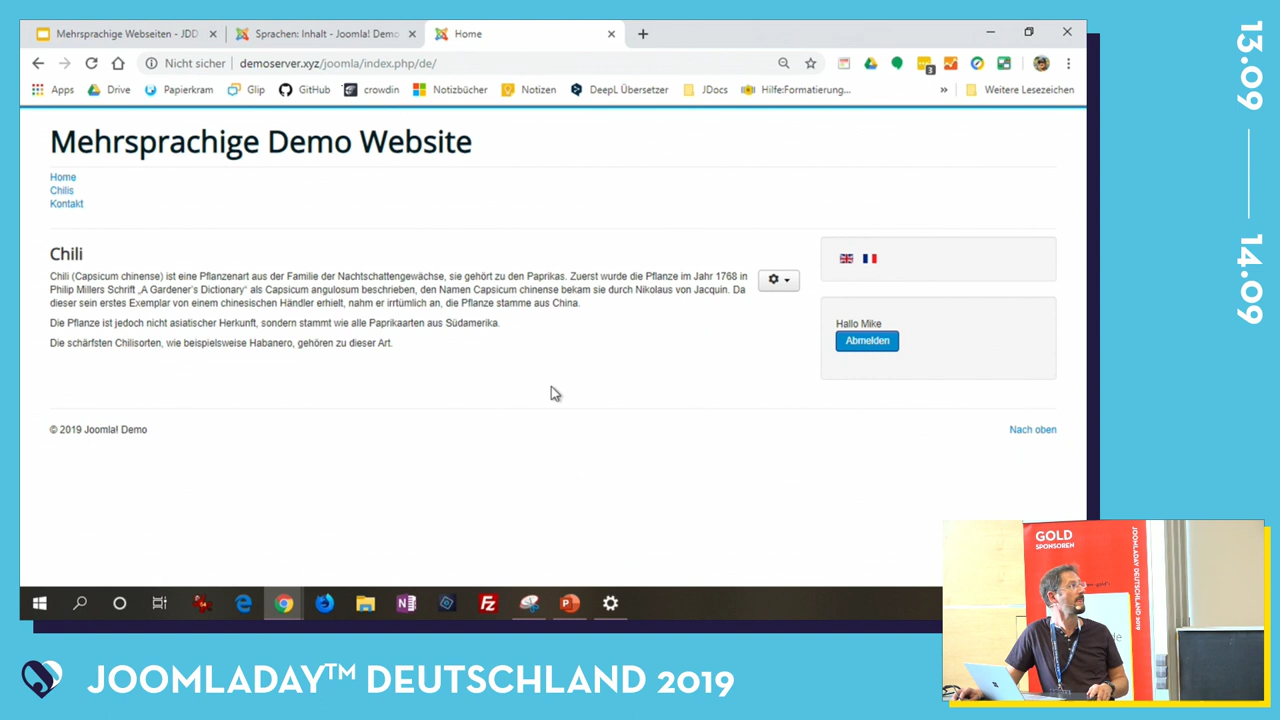 Mehrsprachige Webseiten - JDD
Sprachen: Inhalt - Joomla! Demo
Home
Nicht sicher
demoserver.xyz/joomla/index.php/de/
3
Apps
Drive
Papierkram
Glip
GitHub
crowdin
Notizbücher
Notizen
DeepL Übersetzer
JDocs
Hilfe:Formatierung...
»
Weitere Lesezeichen
Mehrsprachige Demo Website
Home
Chilis
Kontakt
Chili
Chili (Capsicum chinense) ist eine Pflanzenart aus der Familie der Nachtschattengewächse, sie gehört zu den Paprikas. Zuerst wurde die Pflanze im Jahr 1768 in
Philip Millers Schrift „A Gardener's Dictionary“ als Capsicum angulosum beschrieben, den Namen Capsicum chinense bekam sie durch Nikolaus von Jacquin. Da
dieser sein erstes Exemplar von einem chinesischen Händler erhielt, nahm er irrtümlich an, die Pflanze stamme aus China.
Die Pflanze ist jedoch nicht asiatischer Herkunft, sondern stammt wie alle Paprikaarten aus Südamerika.
Die schärfsten Chilisorten, wie beispielsweise Habanero, gehören zu dieser Art.
Hallo Mike
Abmelden
© 2019 Joomla! Demo
Nach oben
13.09
14.09
GOLD
SPONSOREN
JOOMLADAY DEUTSCHLAND 2019
JOOMLADAY™ DEUTSCHLAND 2019